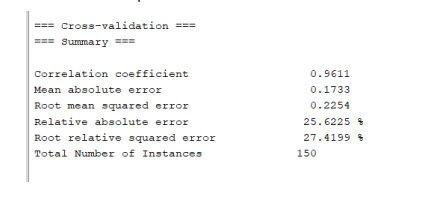 === Cross-validation ===
=== Summary ===
Correlation coefficient 0.9611
Mean absolute error 0.1733
Root mean squared error 0.2254
Relative absolute error 25.6225 %
Root relative squared error 27.4199 %
Total Number of Instances 150